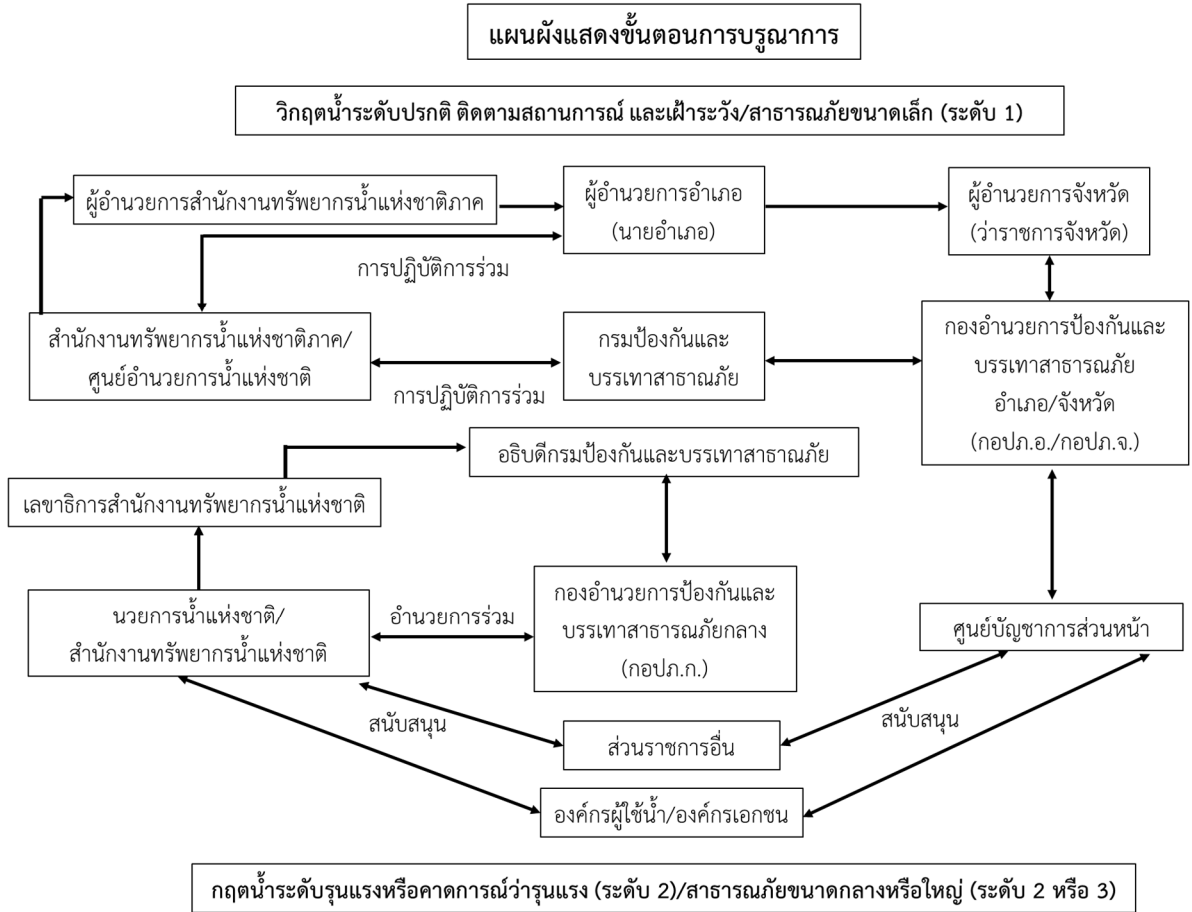 แผนผังแสดงขั้นตอนการบรูณาการ
วิกฤตน้ำระดับปรกติ ติดตามสถานการณ์ และเฝ้าระวัง/สาธารณภัยขนาดเล็ก (ระดับ 1)
ผู้อำนวยการสำนักงานทรัพยากรน้ำแห่งชาติภาค
ผู้อำนวยการอำเภอ
(นายอำเภอ)
ผู้อำนวยการจังหวัด
(ว่าราชการจังหวัด)
การปฏิบัติการร่วม
สำนักงานทรัพยากรน้ำแห่งชาติภาค/
ศูนย์อำนวยการน้ำแห่งชาติ
การปฏิบัติการร่วม
กรมป้องกันและ
บรรเทาสาธาณภัย
กองอำนวยการป้องกันและ
บรรเทาสาธารณภัย
อำเภอ/จังหวัด
(กอปภ.อ./กอปภ.จ.)
อธิบดีกรมป้องกันและบรรเทาสาธาณภัย
เลขาธิการสำนักงานทรัพยากรน้ำแห่งชาติ
นวยการน้ำแห่งชาติ/
สำนักงานทรัพยากรน้ำแห่งชาติ
อำนวยการร่วม
กองอำนวยการป้องกันและ
บรรเทาสาธารณภัยกลาง
(กอปภ.ก.)
ศูนย์บัญชาการส่วนหน้า
สนับสนุน
ส่วนราชการอื่น
สนับสนุน
องค์กรผู้ใช้น้ำ/องค์กรเอกชน
กฤตน้ำระดับรุนแรงหรือคาดการณ์ว่ารุนแรง (ระดับ 2)/สาธารณภัยขนาดกลางหรือใหญ่ (ระดับ 2 หรือ 3)